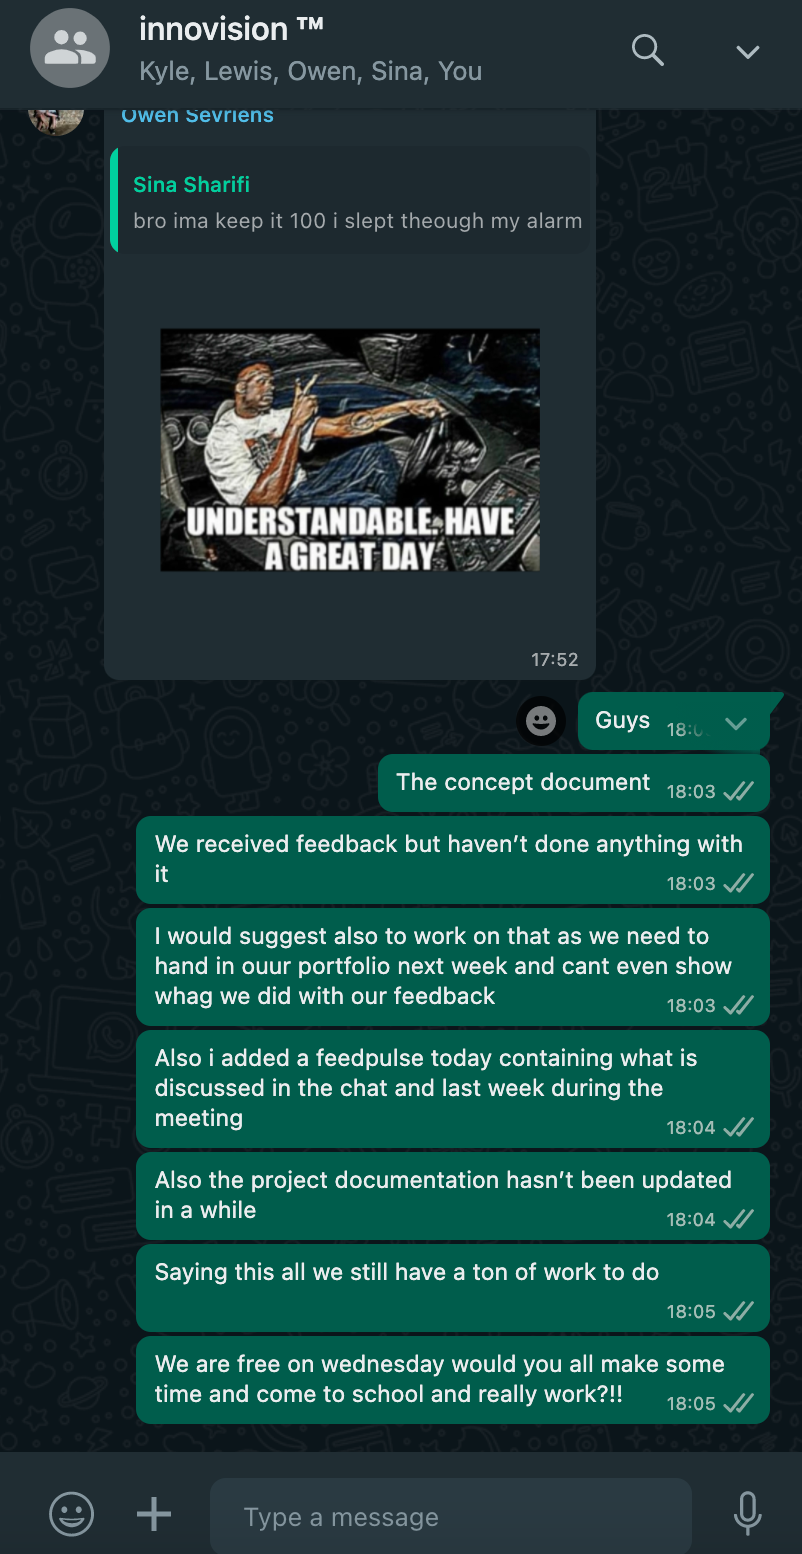 innovision ™
Kyle, Lewis, Owen, Sina, You
Owen Sevriens
Sina Sharifi
bro ima keep it 100 i slept theough my alarm
UNDERSTANDABLE. HAVE
A GREAT DAY
17:52
Guys
The concept document 18:03
We received feedback but haven't done anything with
it 18:03
I would suggest also to work on that as we need to
hand in ouur portfolio next week and cant even show
whag we did with our feedback 18:03
Also i added a feedpulse today containing what is
discussed in the chat and last week during the
meeting 18:04
Also the project documentation hasn't been updated
in a while 18:04
Saying this all we still have a ton of work to do
18:05
We are free on wednesday would you all make some
time and come to school and really work?!! 18:05
Type a message